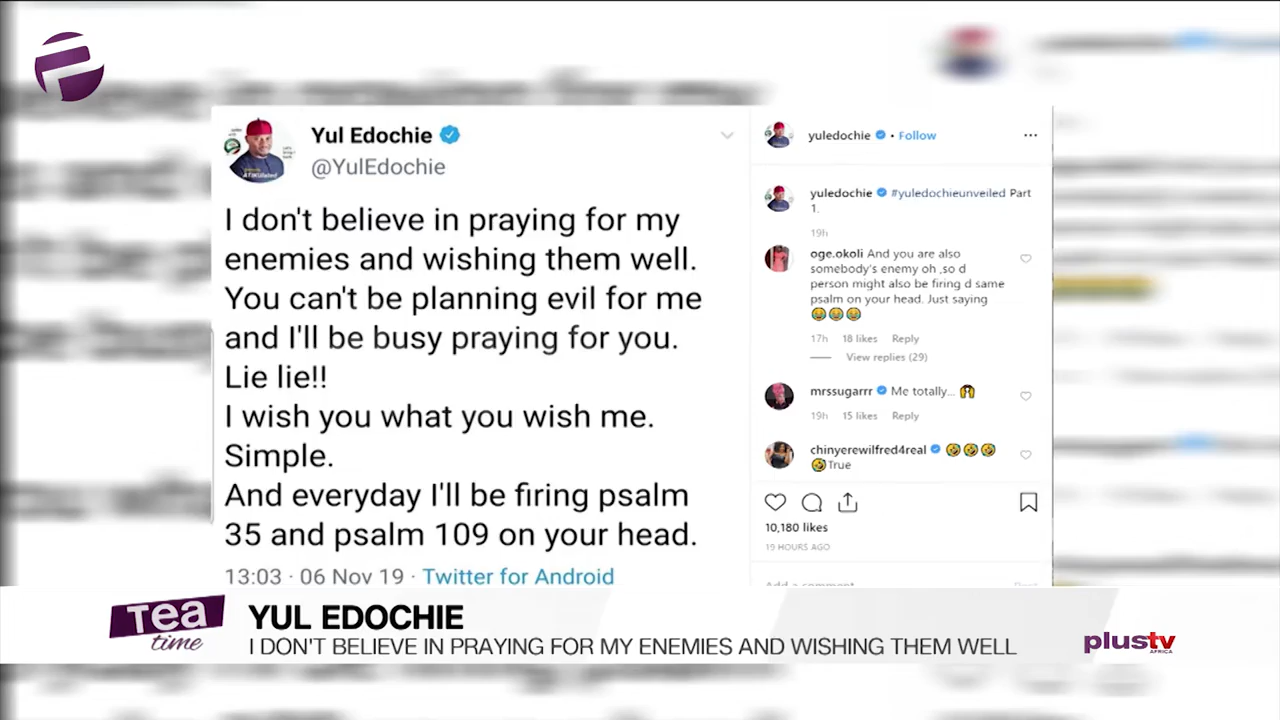 Yul Edochie
@YulEdochie
I don't believe in praying for my
enemies and wishing them well.
You can't be planning evil for me
and I'll be busy praying for you.
Lie lie!!
I wish you what you wish me.
Simple.
And everyday I'll be firing psalm
35 and psalm 109 on your head.
13:03 · 06 Nov 19 · Twitter for Android
yuledochie • Follow
yuledochie #yuledochieunveiled Part
1.
19h
oge.okoli And you are also
somebody's enemy oh ,so d
person might also be firing d same
psalm on your head. Just saying
😂😂😂
17h 18 likes Reply
View replies (29)
mrssugarrr Me totally... 🙌
19h 15 likes Reply
chinyerewilfred4real 🤣🤣🤣
🤣True
10,180 likes
19 HOURS AGO
Tea
time
YUL EDOCHIE
I DON'T BELIEVE IN PRAYING FOR MY ENEMIES AND WISHING THEM WELL
plustv
AFRICA